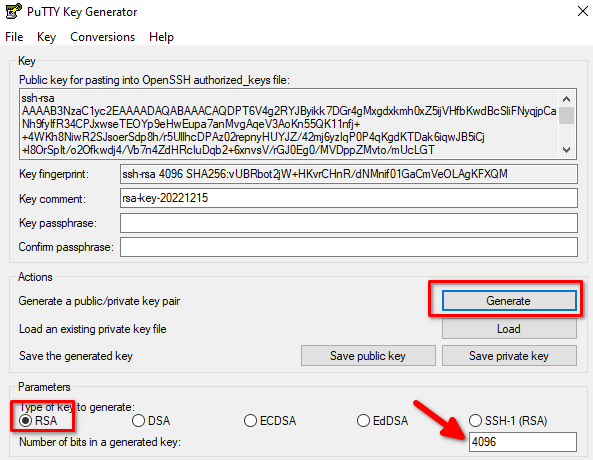 PuTTY Key Generator
File Key Conversions Help
Key
Public key for pasting into OpenSSH authorized_keys file:
ssh-rsa
AAAAB3NzaC1yc2EAAAADAQABAAACAQDPT6V4g2RYJByikk7DGr4gMxgdxkmh0xZ5ijVHfbKwdBcSliFNyqjpCa
Nh9fylfR34CPJxwseTEOYp9eHwEupa7anMvgAqeV3AoKn55QK11nfj+
+4WKh8NiwR2SJsoerSdp8h/r5UIlhcDPAz02repnyHUYJZ/42mj6yzIqP0P4qKgdKTDak6iqwJB5iCj
+I8OrSplt/o2Ofkwdj4/Vb7n4ZdHRcluDqb2+6xnvsV/rGJ0Eg0/MVDppZMvto/mUcLGT
Key fingerprint: ssh-rsa 4096 SHA256:vUBRbot2jW+HKvrCHnR/dNMnif01GaCmVeOLAgKFXQM
Key comment: rsa-key-20221215
Key passphrase:
Confirm passphrase:
Actions
Generate a public/private key pair Generate
Load an existing private key file Load
Save the generated key Save public key Save private key
Parameters
Type of key to generate:
RSA DSA ECDSA EdDSA SSH-1 (RSA)
Number of bits in a generated key: 4096